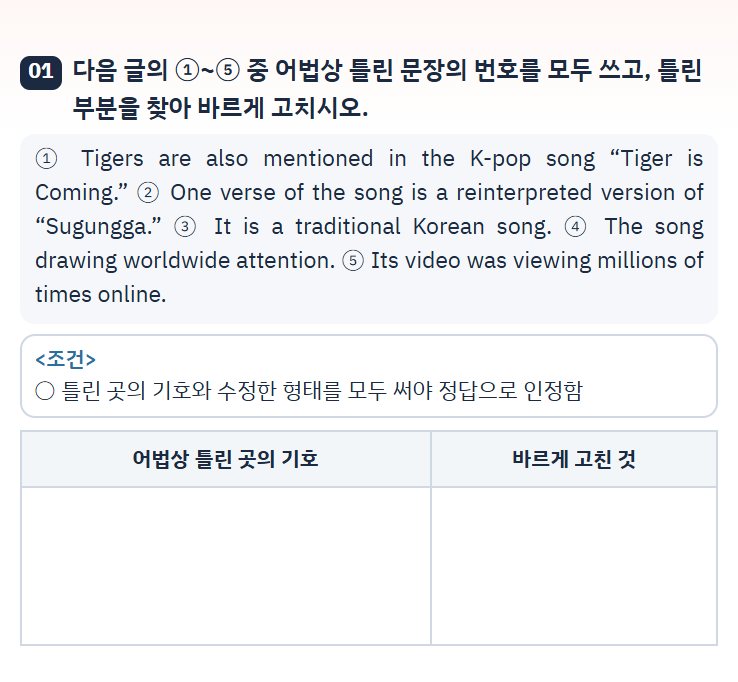 01 다음 글의 ①~⑤ 중 어법상 틀린 문장의 번호를 모두 쓰고, 틀린
부분을 찾아 바르게 고치시오.
① Tigers are also mentioned in the K-pop song “Tiger is
Coming.” ② One verse of the song is a reinterpreted version of
“Sugungga.” ③ It is a traditional Korean song. ④ The song
drawing worldwide attention. ⑤ Its video was viewing millions of
times online.
<조건>
○ 틀린 곳의 기호와 수정한 형태를 모두 써야 정답으로 인정함
어법상 틀린 곳의 기호 바르게 고친 것